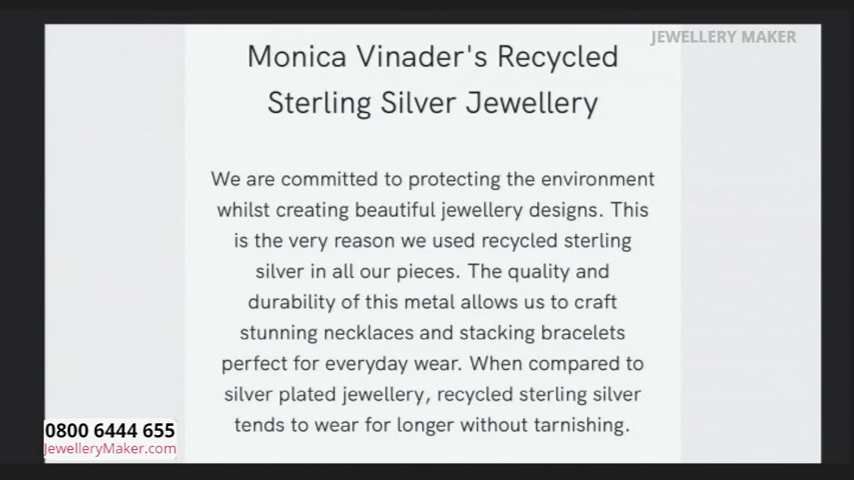 JEWELLERY MAKER
Monica Vinader's Recycled
Sterling Silver Jewellery
We are committed to protecting the environment
whilst creating beautiful jewellery designs. This
is the very reason we used recycled sterling
silver in all our pieces. The quality and
durability of this metal allows us to craft
stunning necklaces and stacking bracelets
perfect for everyday wear. When compared to
silver plated jewellery, recycled sterling silver
tends to wear for longer without tarnishing.
0800 6444 655
JewelleryMaker.com